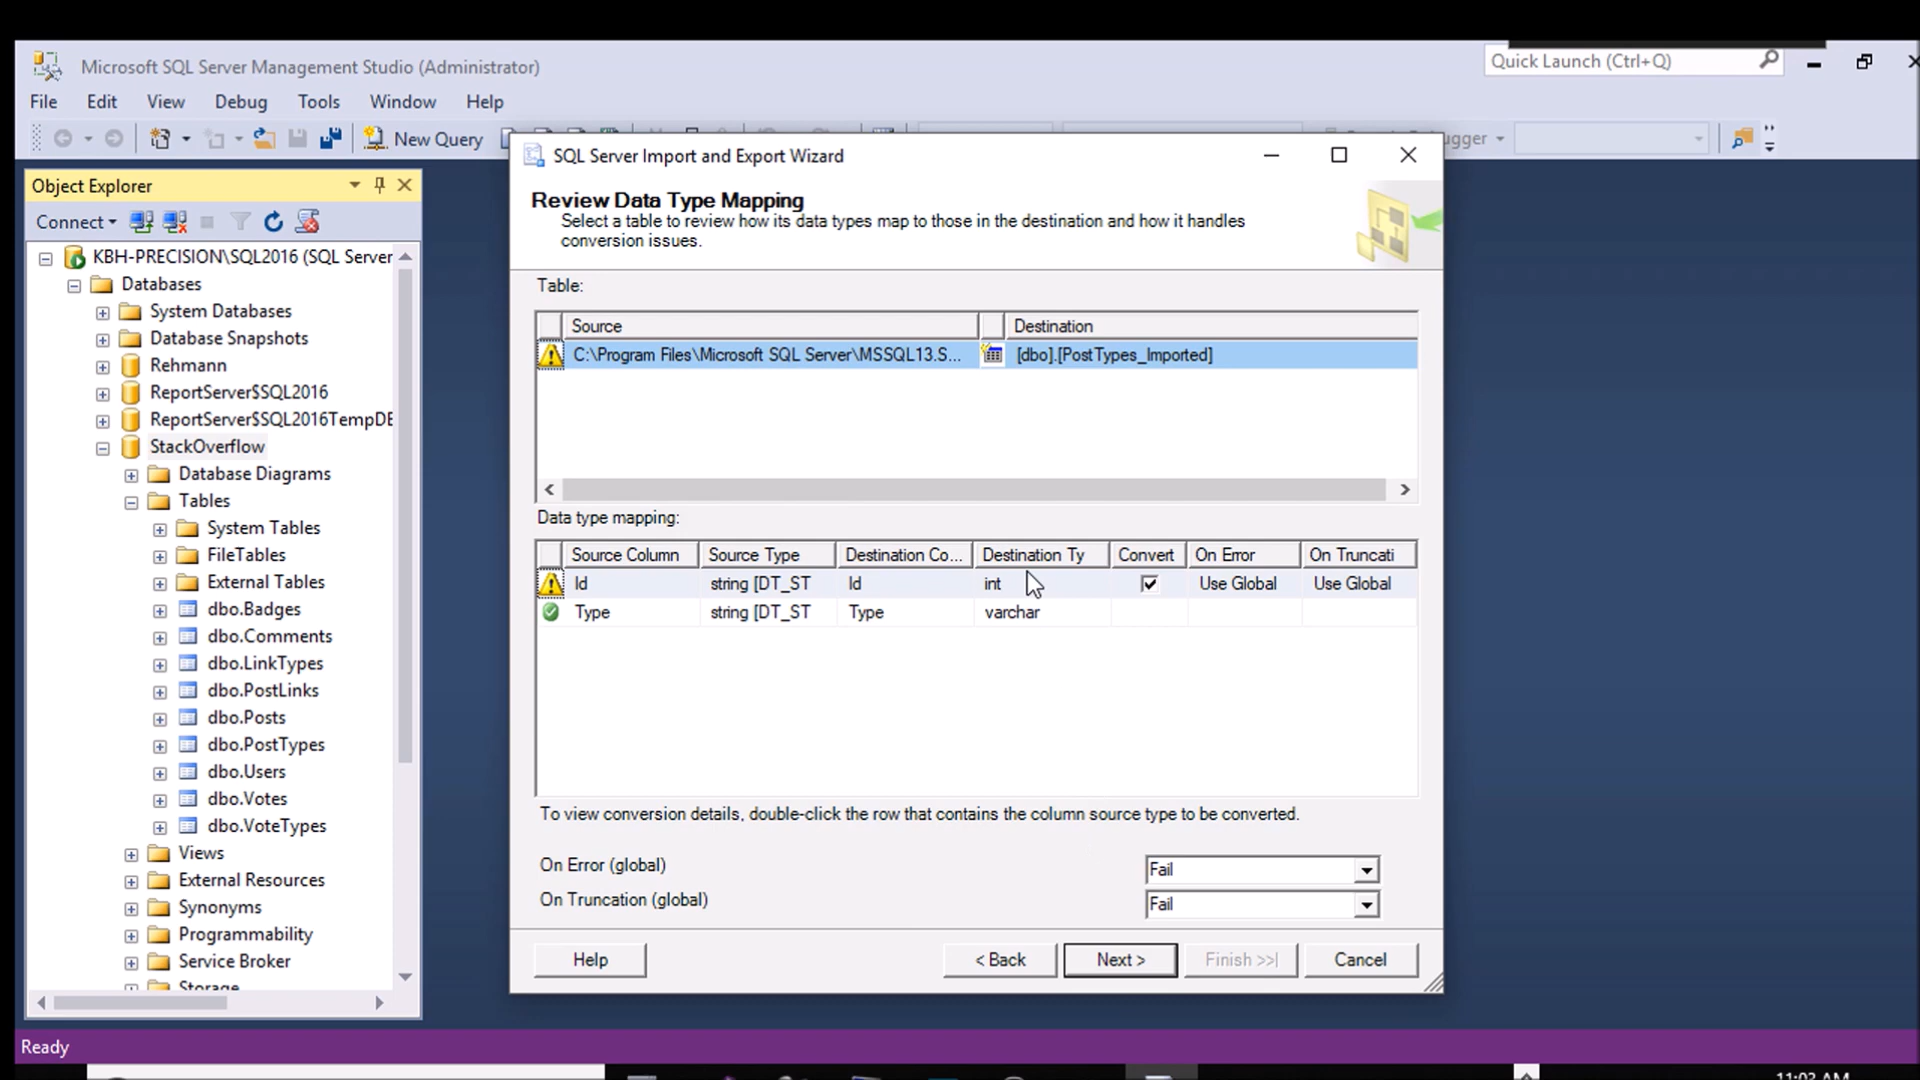 Microsoft SQL Server Management Studio (Administrator)
Quick Launch (Ctrl+Q)
File Edit View Debug Tools Window Help
New Query
Object Explorer
Connect
KBH-PRECISION\SQL2016 (SQL Server
Databases
System Databases
Database Snapshots
Rehmann
ReportServer$SQL2016
ReportServer$SQL2016TempDE
StackOverflow
Database Diagrams
Tables
System Tables
FileTables
External Tables
dbo.Badges
dbo.Comments
dbo.LinkTypes
dbo.PostLinks
dbo.Posts
dbo.PostTypes
dbo.Users
dbo.Votes
dbo.VoteTypes
Views
External Resources
Synonyms
Programmability
Service Broker
Storage
SQL Server Import and Export Wizard
Review Data Type Mapping
Select a table to review how its data types map to those in the destination and how it handles
conversion issues.
Table:
Source Destination
C:\Program Files\Microsoft SQL Server\MSSQL13.S... [dbo].[PostTypes_Imported]
Data type mapping:
Source Column Source Type Destination Co... Destination Ty Convert On Error On Truncati
Id string [DT_ST Id int Use Global Use Global
Type string [DT_ST Type varchar
To view conversion details, double-click the row that contains the column source type to be converted.
On Error (global) Fail
On Truncation (global) Fail
Help < Back Next > Finish >>| Cancel
Ready
11:03 AM